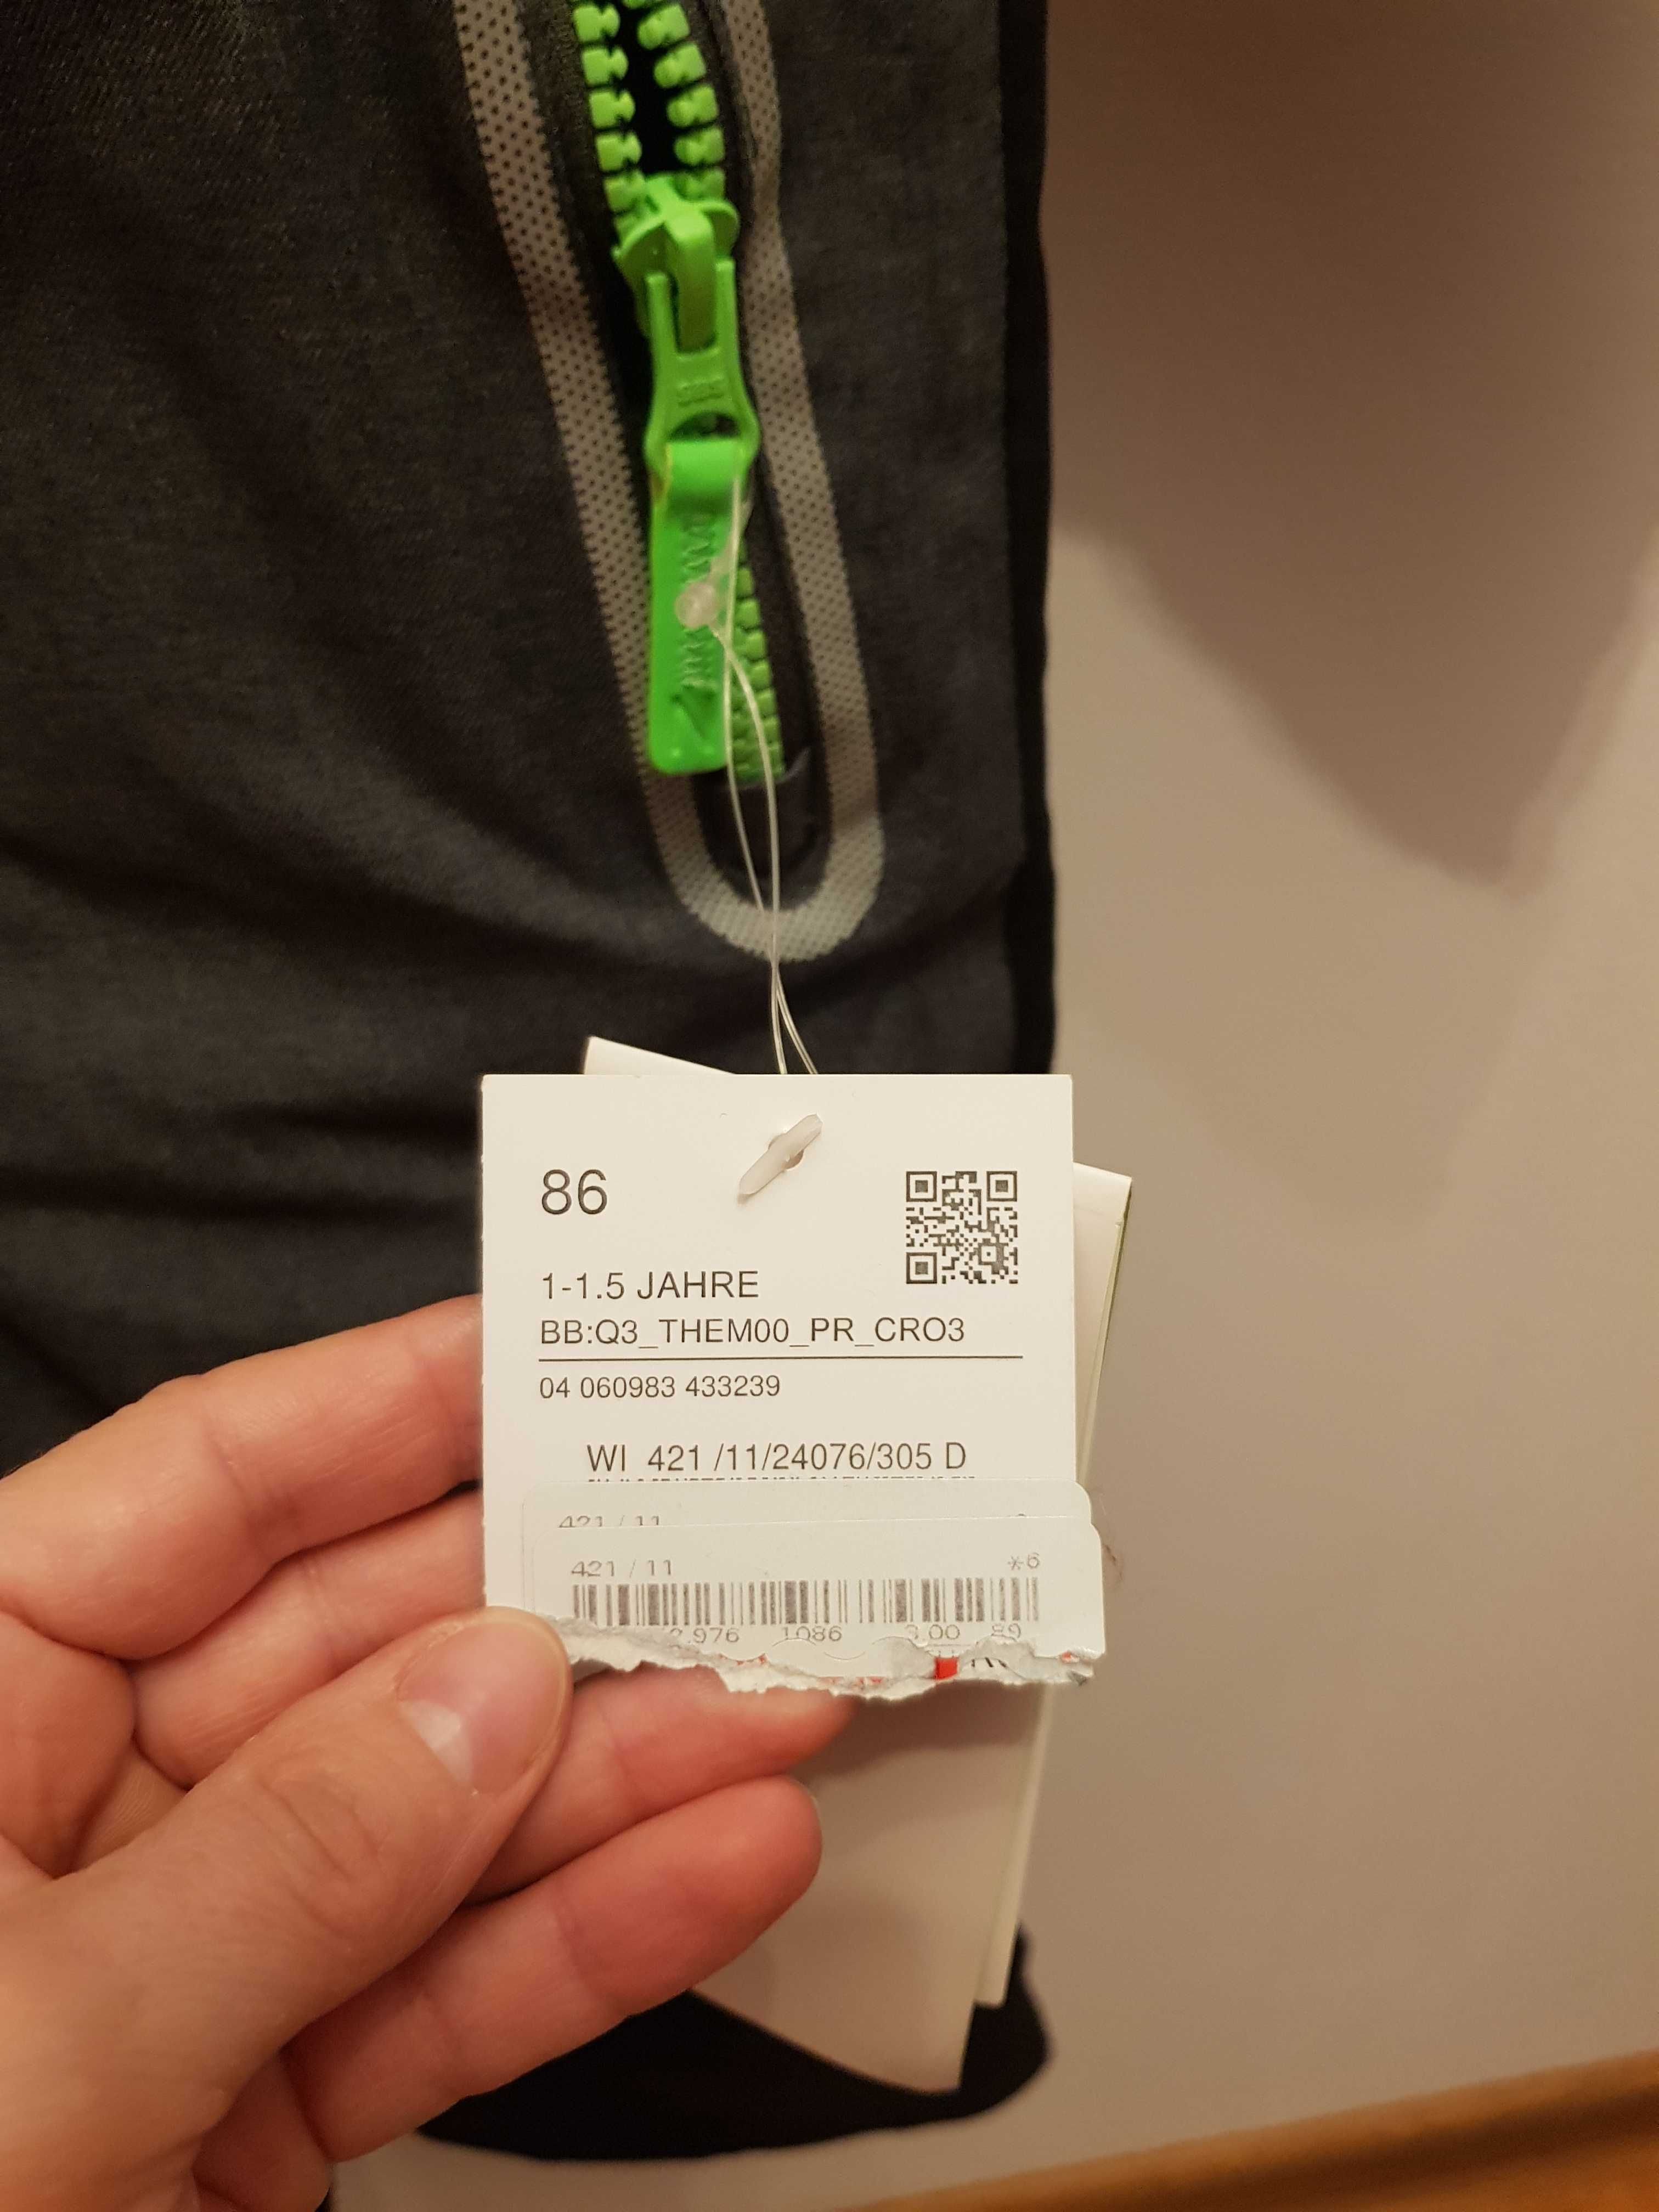 86
1-1.5 JAHRE
BB:Q3_THEM00_PR_CRO3
04 060983 433239
WI 421 /11/24076/305 D
421 / 11
421 / 11 *6
1086